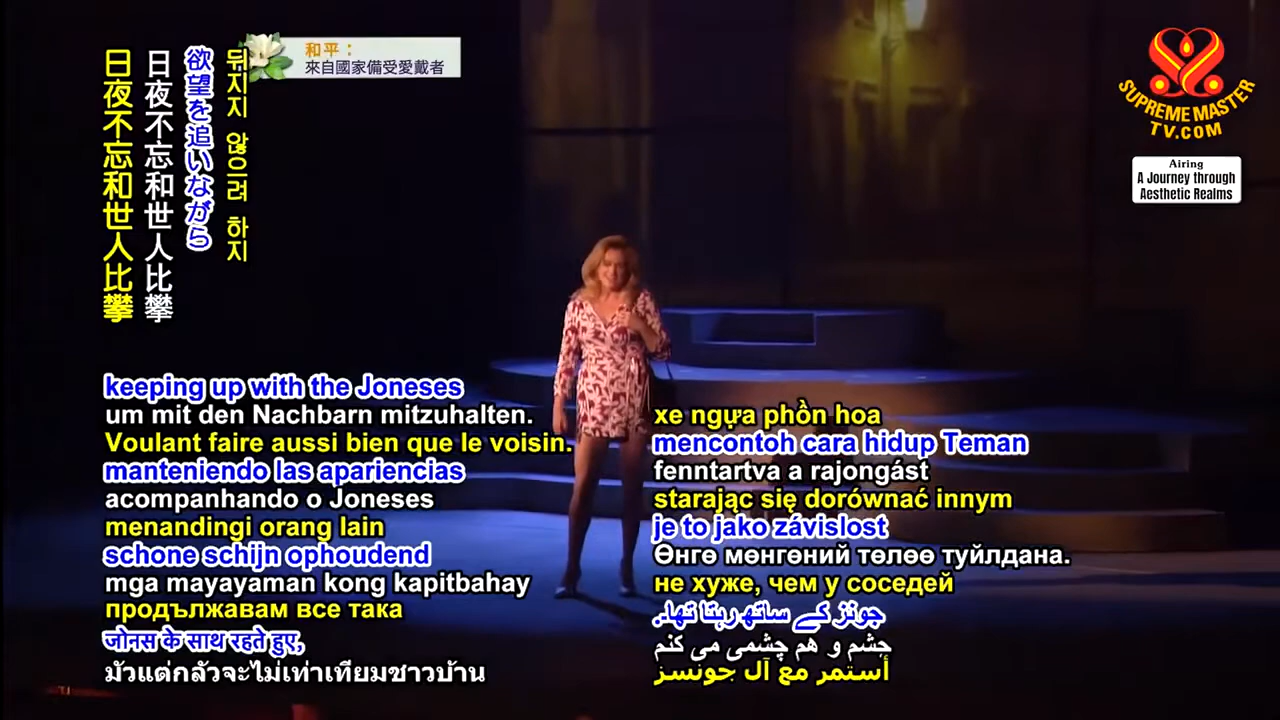 和平：
來自國家備受愛戴者
뒤지지 않으려 하지
欲望を追いながら
日夜不忘和世人比攀
日夜不忘和世人比攀
SUPREME MASTER
TV.COM
Airing
A Journey through
Aesthetic Realms
keeping up with the Joneses
um mit den Nachbarn mitzuhalten.
Voulant faire aussi bien que le voisin.
manteniendo las apariencias
acompanhando o Joneses
menandingi orang lain
schone schijn ophoudend
mga mayayaman kong kapitbahay
продължавам все така
जोनस के साथ रहते हुए,
มัวแต่กลัวจะไม่เท่าเทียมชาวบ้าน
xe ngựa phồn hoa
mencontoh cara hidup Teman
fenntartva a rajongást
starając się dorównać innym
je to jako závislost
Өнгө мөнгөний төлөө туйлдана.
не хуже, чем у соседей
جونز کے ساتھ رہتا تھا۔
چشم و هم چشمی می کنم
أستمر مع آل جونسز